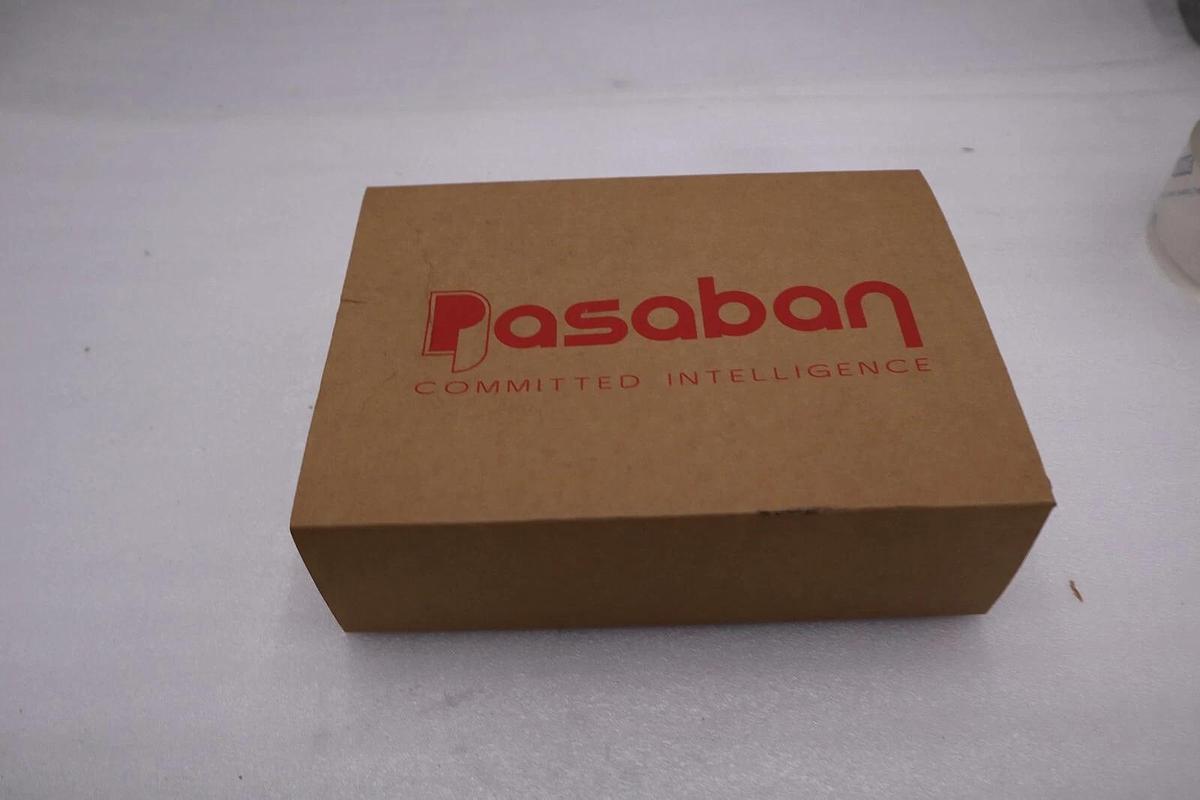 Pasaban
COMMITTED INTELLIGENCE